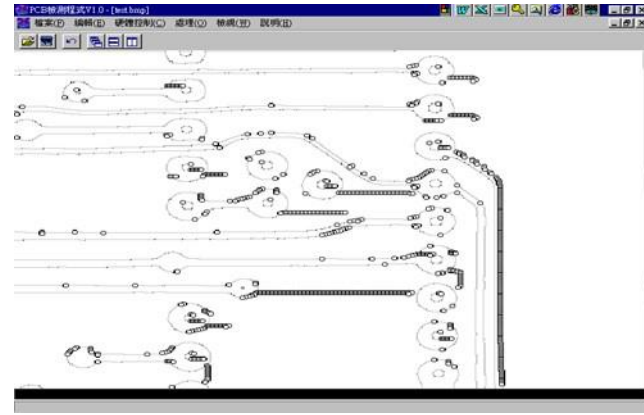 PCB檢測程式V1.0 - [test.bmp]
檔案(F) 編輯(E) 硬體控制(C) 處理(O) 檢視(W) 說明(H)